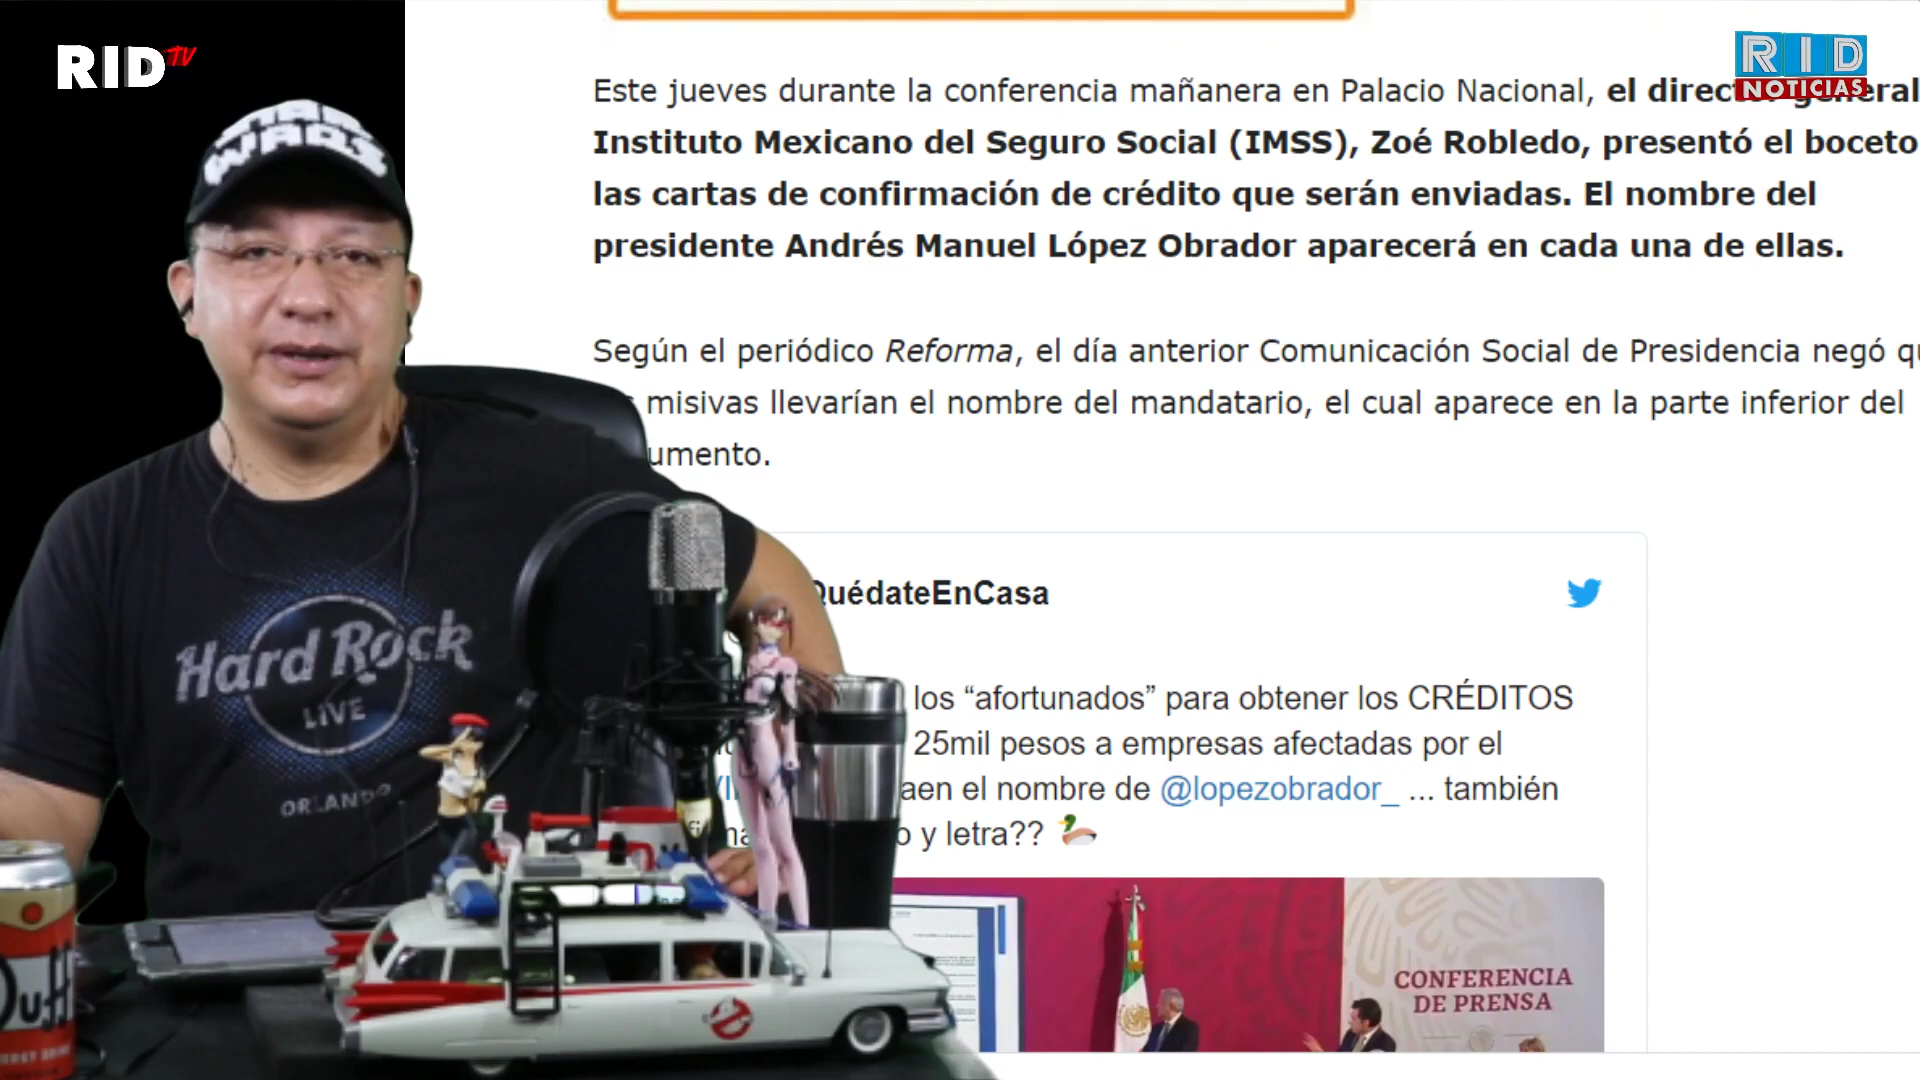 RID TV
RID
NOTICIAS
Este jueves durante la conferencia mañanera en Palacio Nacional, el director general
Instituto Mexicano del Seguro Social (IMSS), Zoé Robledo, presentó el boceto
las cartas de confirmación de crédito que serán enviadas. El nombre del
presidente Andrés Manuel López Obrador aparecerá en cada una de ellas.
Según el periódico Reforma, el día anterior Comunicación Social de Presidencia negó
misivas llevarían el nombre del mandatario, el cual aparece en la parte inferior del
umento.
QuédateEnCasa
los “afortunados” para obtener los CRÉDITOS
25mil pesos a empresas afectadas por el
aen el nombre de @lopezobrador_ ... también
o y letra??
CONFERENCIA
DE PRENSA
STAR
WARS
Hard Rock
LIVE
ORLANDO
Duff